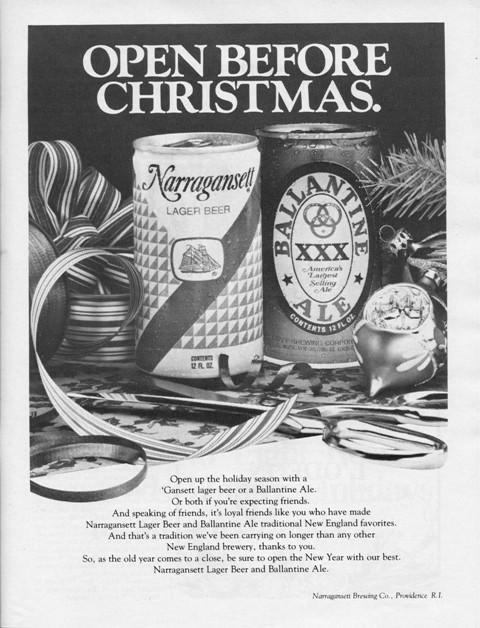 OPEN BEFORE
CHRISTMAS.
Narragansett
LAGER BEER
CONTENTS
12 FL. OZ.
BALLANTINE
XXX
America's
Largest
Selling
Ale
ALE
CONTENTS 12 FL. OZ.
BREWING
Open up the holiday season with a
'Gansett lager beer or a Ballantine Ale.
Or both if you're expecting friends.
And speaking of friends, it's loyal friends like you who have made
Narragansett Lager Beer and Ballantine Ale traditional New England favorites.
And that's a tradition we've been carrying on longer than any other
New England brewery, thanks to you.
So, as the old year comes to a close, be sure to open the New Year with our best.
Narragansett Lager Beer and Ballantine Ale.
Narragansett Brewing Co., Providence R.I.